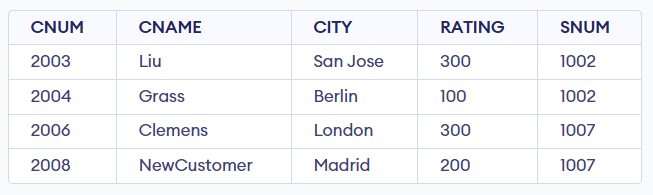 CNUM CNAME CITY RATING SNUM
2003 Liu San Jose 300 1002
2004 Grass Berlin 100 1002
2006 Clemens London 300 1007
2008 NewCustomer Madrid 200 1007